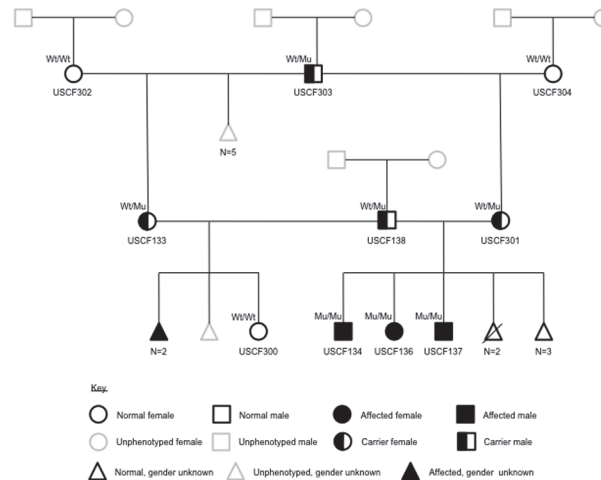 Wt/Wt Wt/Mu Wt/Wt
USCF302 USCF303 USCF304
N=5
Wt/Mu Wt/Mu Wt/Mu
USCF133 USCF138 USCF301
Wt/Wt Mu/Mu Mu/Mu Mu/Mu
N=2 USCF300 USCF134 USCF136 USCF137 N=2 N=3
Key
Normal female Normal male Affected female Affected male
Unphenotyped female Unphenotyped male Carrier female Carrier male
Normal, gender unknown Unphenotyped, gender unknown Affected, gender unknown